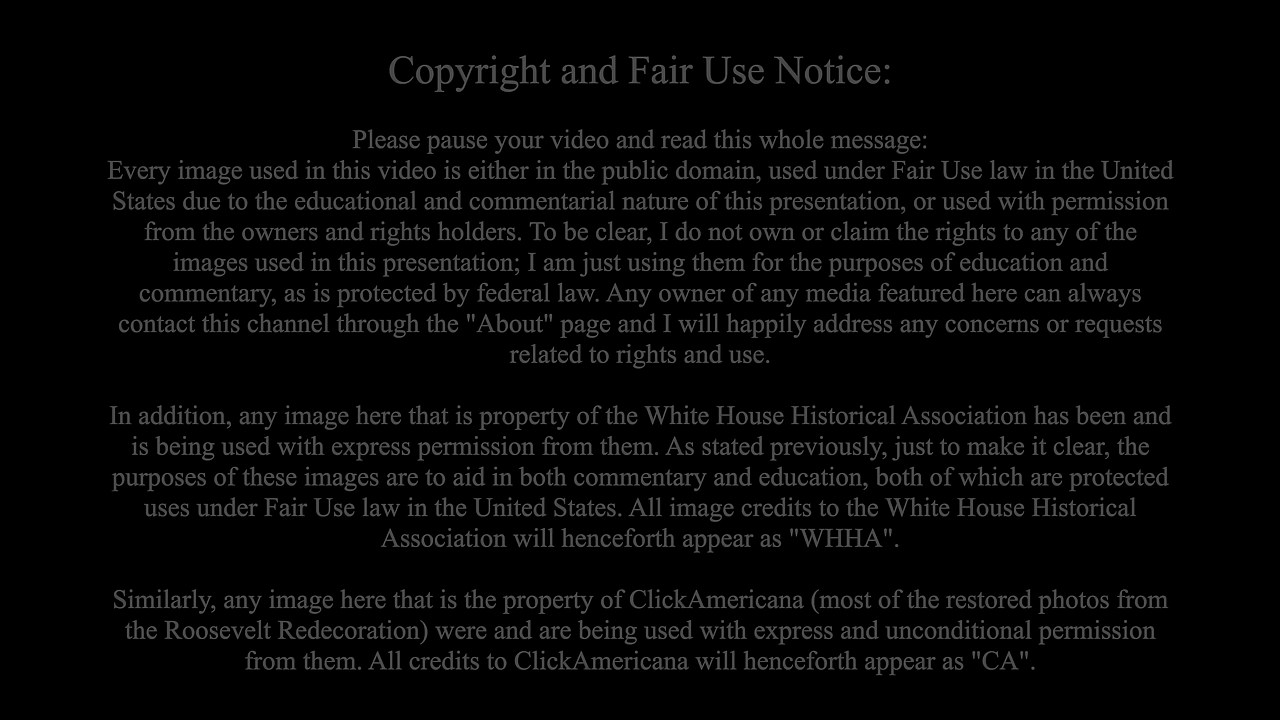 Copyright and Fair Use Notice:
Please pause your video and read this whole message:
Every image used in this video is either in the public domain, used under Fair Use law in the United
States due to the educational and commentarial nature of this presentation, or used with permission
from the owners and rights holders. To be clear, I do not own or claim the rights to any of the
images used in this presentation; I am just using them for the purposes of education and
commentary, as is protected by federal law. Any owner of any media featured here can always
contact this channel through the "About" page and I will happily address any concerns or requests
related to rights and use.
In addition, any image here that is property of the White House Historical Association has been and
is being used with express permission from them. As stated previously, just to make it clear, the
purposes of these images are to aid in both commentary and education, both of which are protected
uses under Fair Use law in the United States. All image credits to the White House Historical
Association will henceforth appear as "WHHA".
Similarly, any image here that is the property of ClickAmericana (most of the restored photos from
the Roosevelt Redecoration) were and are being used with express and unconditional permission
from them. All credits to ClickAmericana will henceforth appear as "CA".